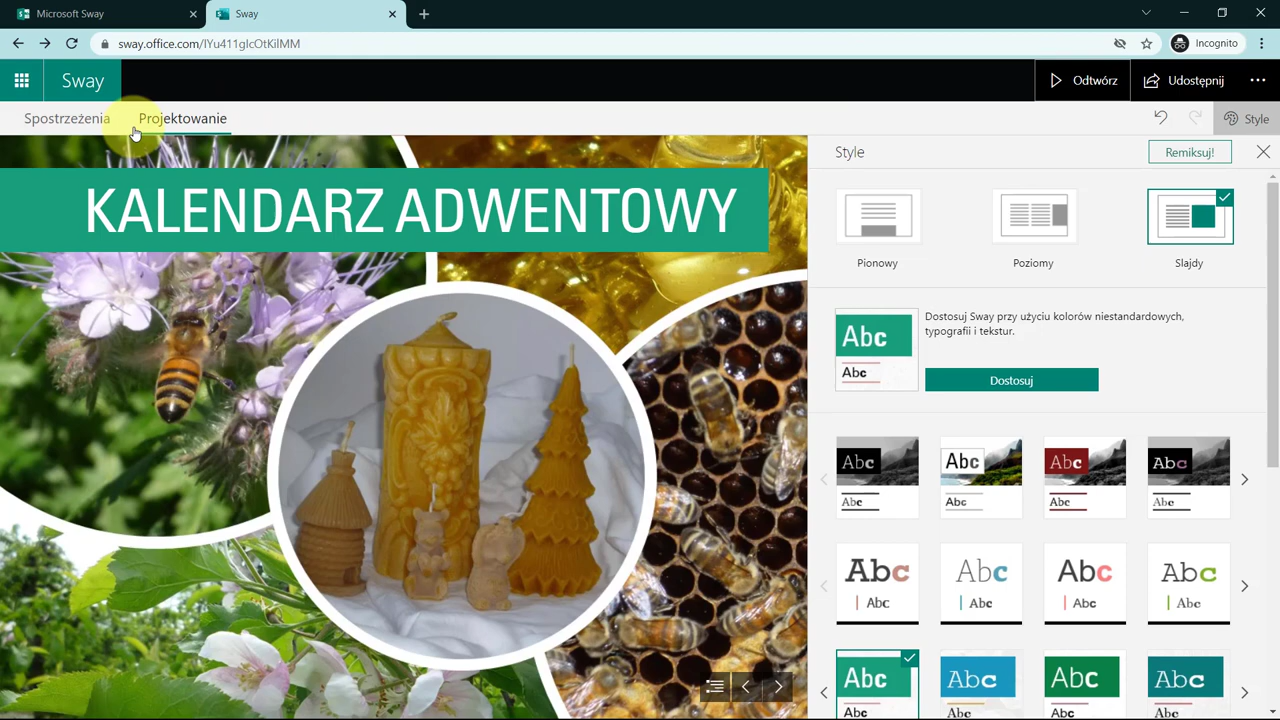 Microsoft Sway
Sway
sway.office.com/IYu411gIcOtKilMM
Incognito
Sway
Odtwórz
Udostępnij
Spostrzeżenia
Projektowanie
Style
KALENDARZ ADWENTOWY
Style
Remiksuj!
Pionowy
Poziomy
Slajdy
Abc
Abc
Dostosuj Sway przy użyciu kolorów niestandardowych,
typografii i tekstur.
Dostosuj
Abc Abc Abc Abc
Abc Abc Abc Abc
Abc Abc Abc Abc
Abc Abc Abc Abc
Abc Abc Abc Abc
Abc Abc Abc Abc